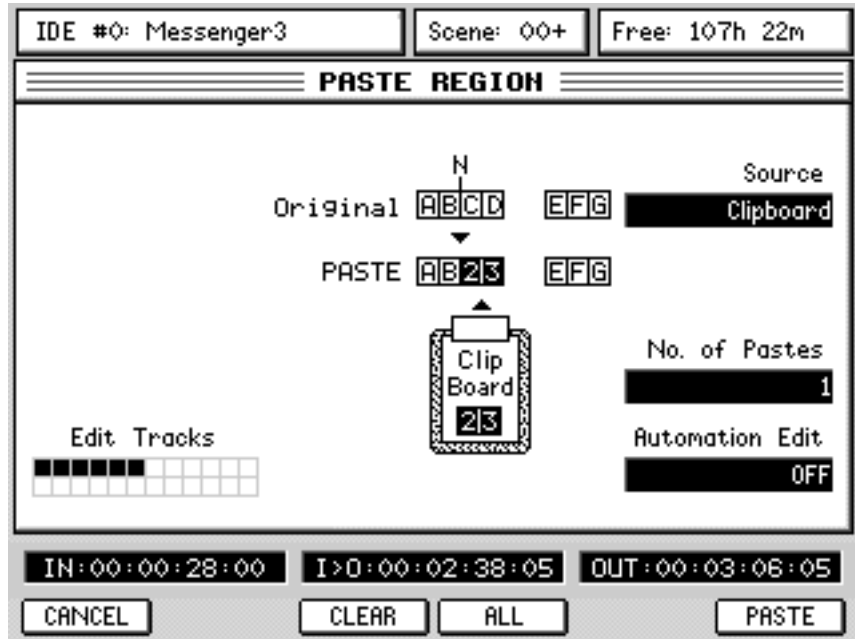 IDE #0: Messenger3 Scene: 00+ Free: 107h 22m
PASTE REGION
N
Original ABCD EFG
Source
Clipboard
PASTE AB23 EFG
Clip
Board
23
No. of Pastes
1
Edit Tracks
Automation Edit
OFF
IN:00:00:28:00 I>O:00:02:38:05 OUT:00:03:06:05
CANCEL CLEAR ALL PASTE